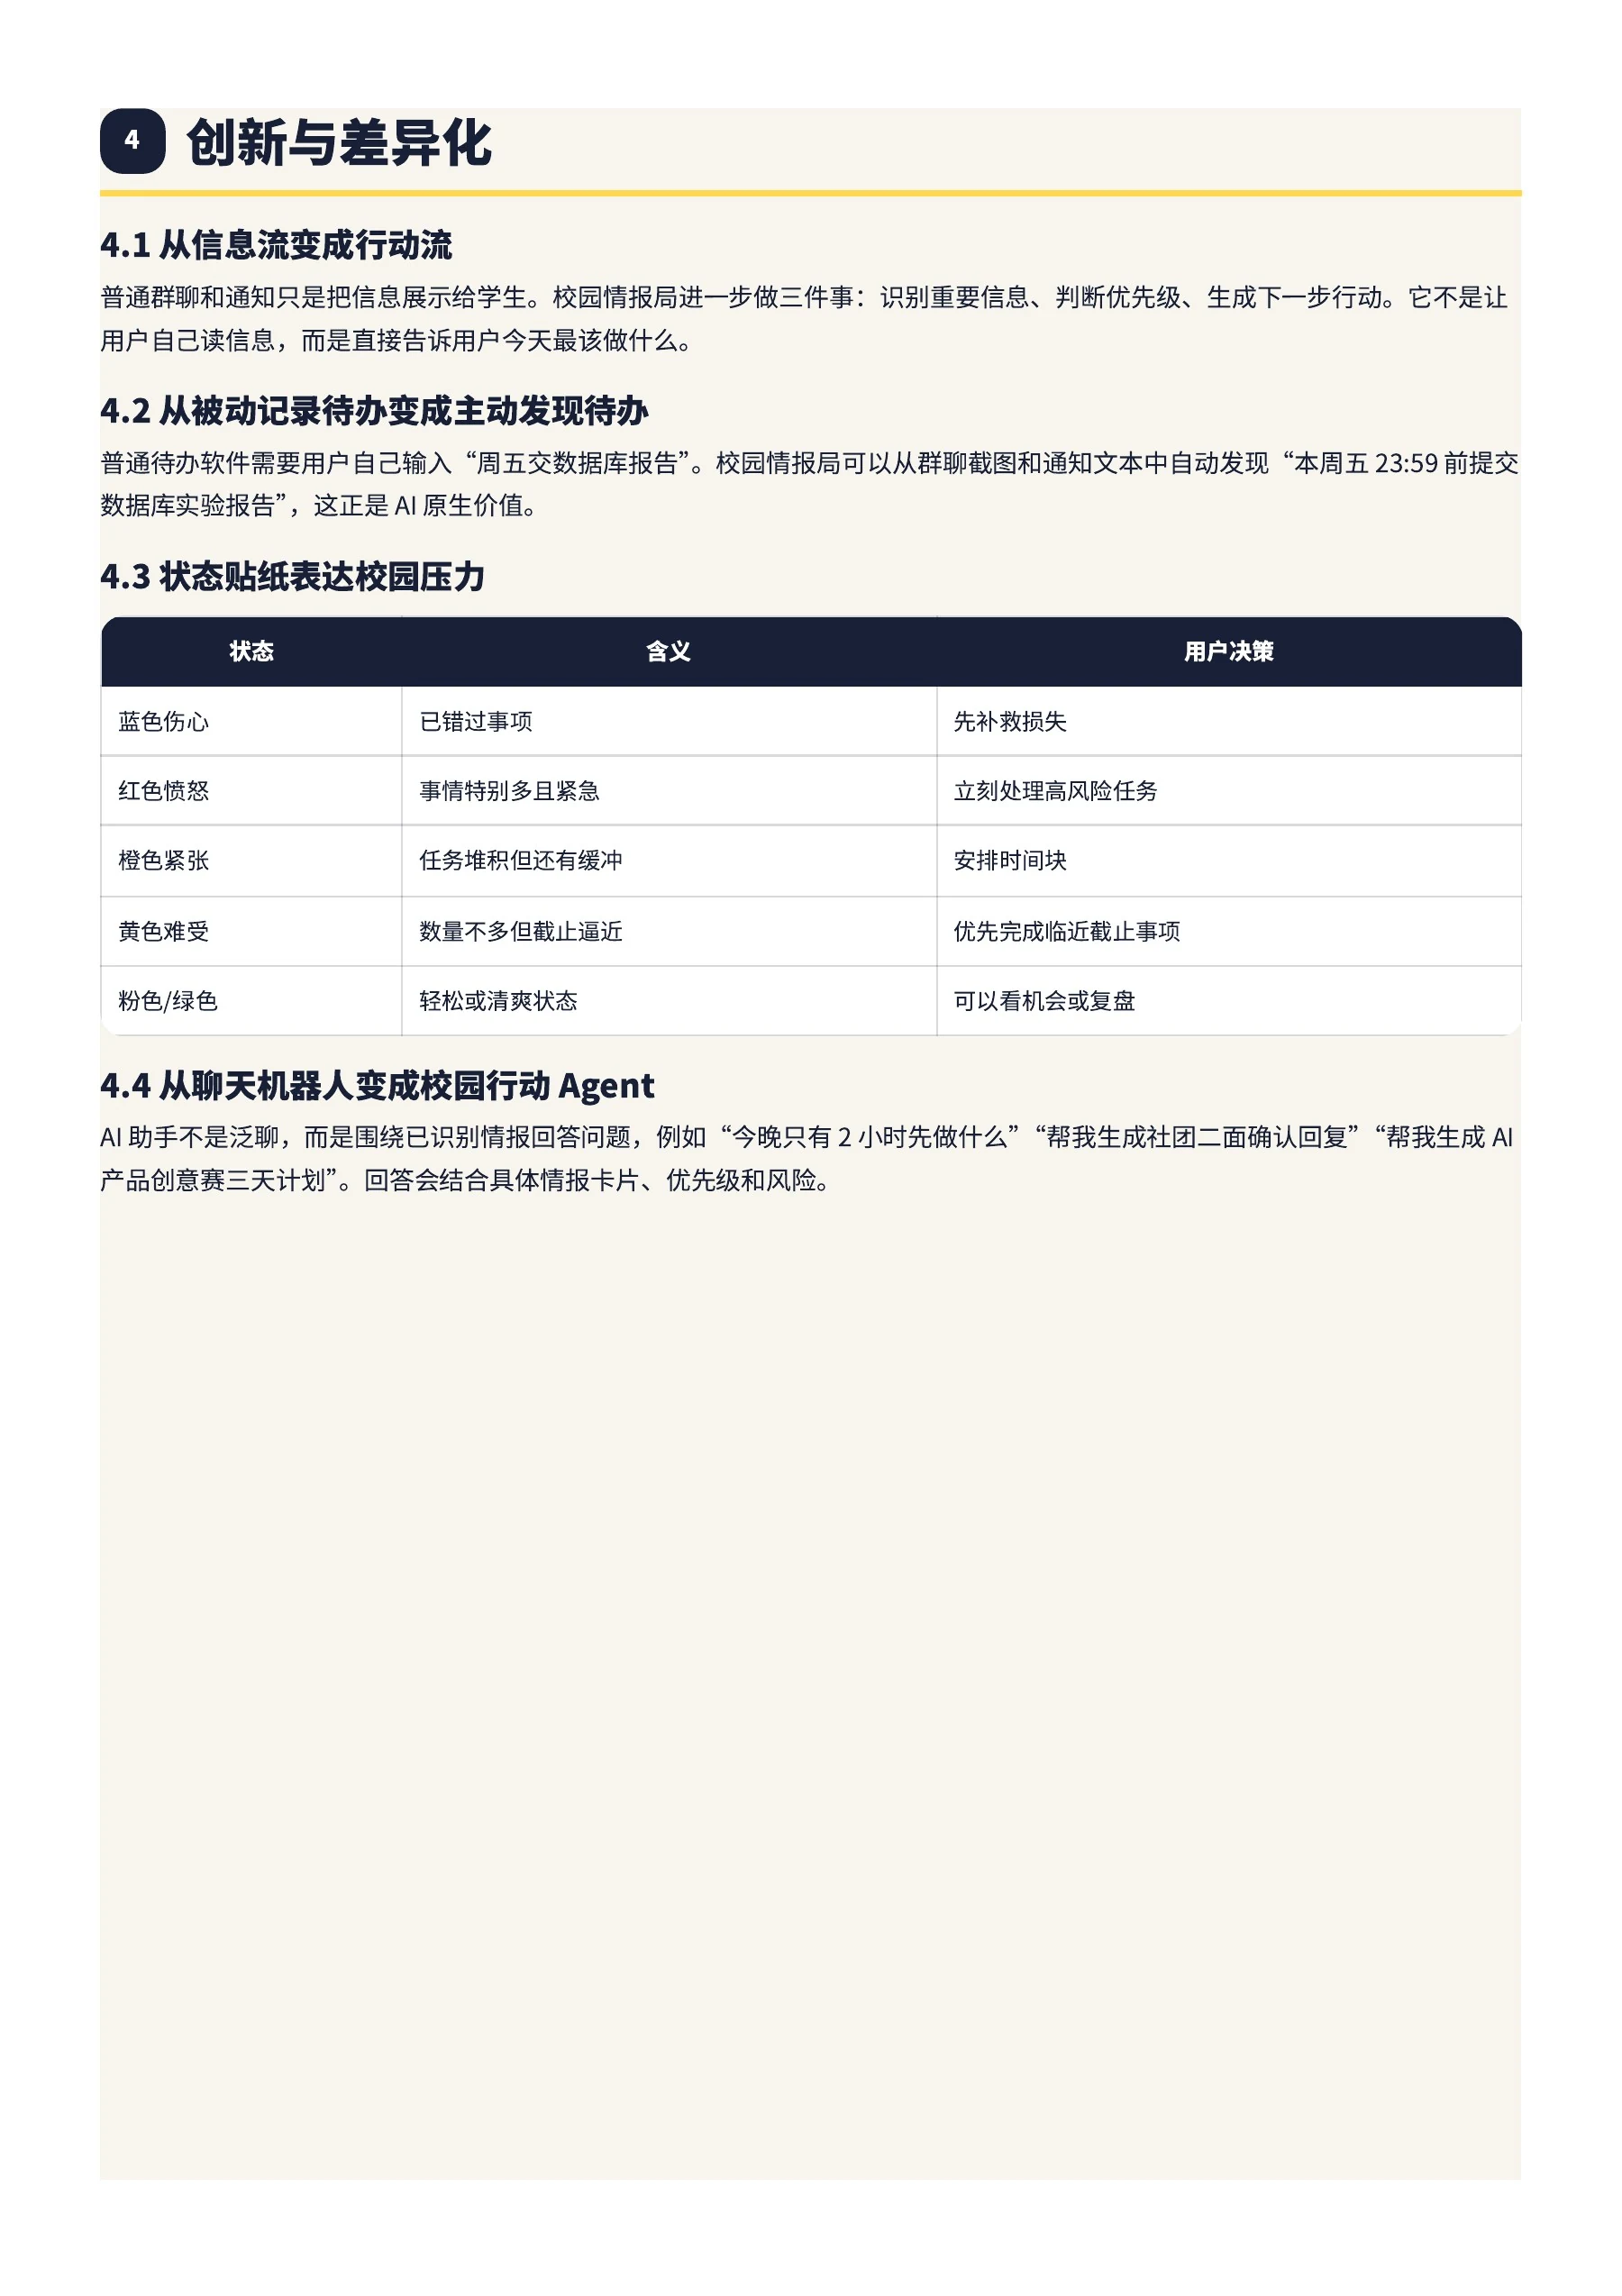 4 创新与差异化
4.1 从信息流变成行动流
普通群聊和通知只是把信息展示给学生。校园情报局进一步做三件事：识别重要信息、判断优先级、生成下一步行动。它不是让
用户自己读信息，而是直接告诉用户今天最该做什么。
4.2 从被动记录待办变成主动发现待办
普通待办软件需要用户自己输入“周五交数据库报告”。校园情报局可以从群聊截图和通知文本中自动发现“本周五 23:59 前提交
数据库实验报告”，这正是 AI 原生价值。
4.3 状态贴纸表达校园压力
状态 含义 用户决策
蓝色伤心 已错过事项 先补救损失
红色愤怒 事情特别多且紧急 立刻处理高风险任务
橙色紧张 任务堆积但还有缓冲 安排时间块
黄色难受 数量不多但截止逼近 优先完成临近截止事项
粉色/绿色 轻松或清爽状态 可以看机会或复盘
4.4 从聊天机器人变成校园行动 Agent
AI 助手不是泛聊，而是围绕已识别情报回答问题，例如“今晚只有 2 小时先做什么”“帮我生成社团二面确认回复”“帮我生成 AI
产品创意赛三天计划”。回答会结合具体情报卡片、优先级和风险。